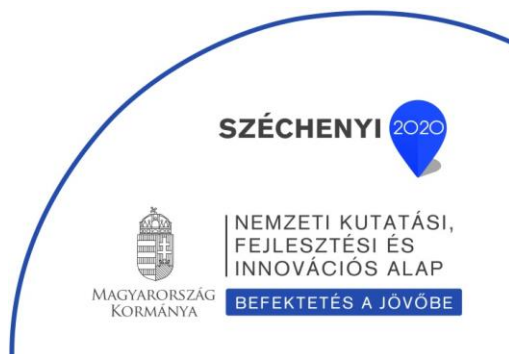 SZÉCHENYI 2020
NEMZETI KUTATÁSI,
FEJLESZTÉSI ÉS
INNOVÁCIÓS ALAP
MAGYARORSZÁG
KORMÁNYA
BEFEKTETÉS A JÖVŐBE